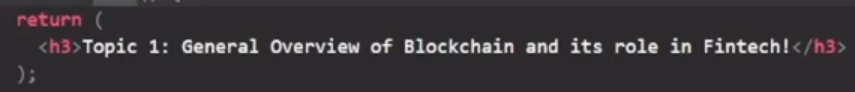 return (
<h3>Topic 1: General Overview of Blockchain and its role in Fintech!</h3>
);